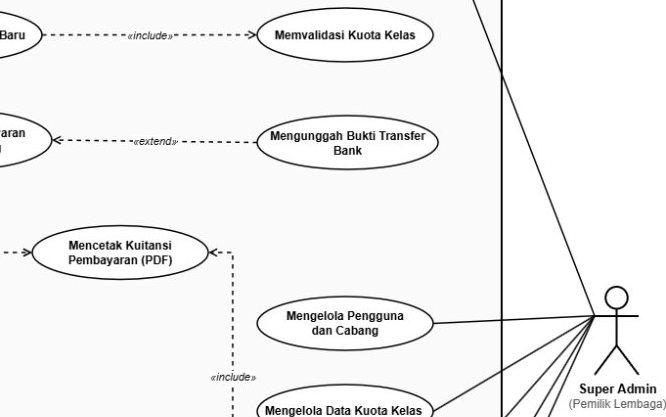 Baru
«include»
Memvalidasi Kuota Kelas
«extend»
Mengunggah Bukti Transfer
Bank
Mencetak Kuitansi
Pembayaran (PDF)
Mengelola Pengguna
dan Cabang
«include»
Mengelola Data Kuota Kelas
Super Admin
(Pemilik Lembaga)